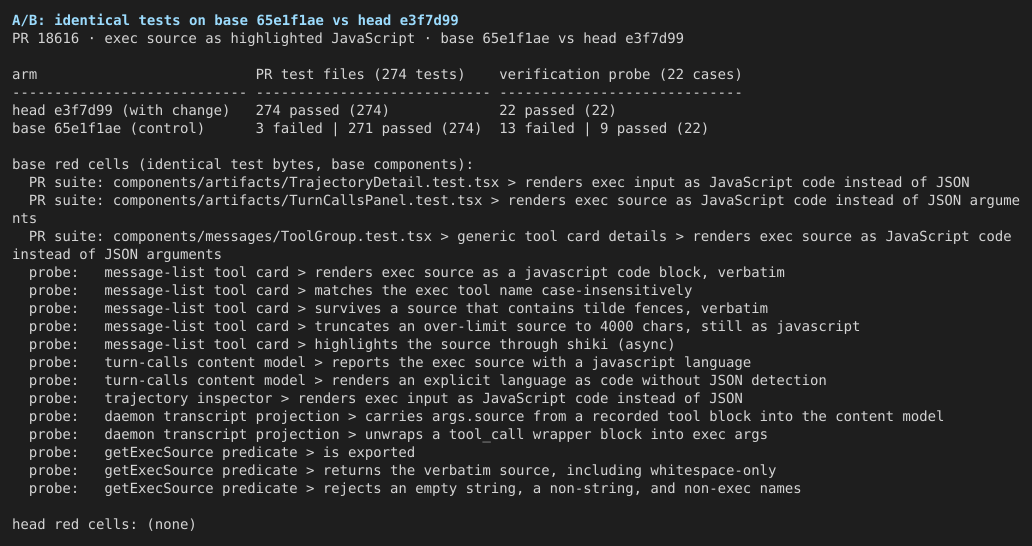 A/B: identical tests on base 65e1f1ae vs head e3f7d99
PR 18616 · exec source as highlighted JavaScript · base 65e1f1ae vs head e3f7d99
arm                          PR test files (274 tests)    verification probe (22 cases)
---------------------------- ---------------------------- -----------------------------
head e3f7d99 (with change)   274 passed (274)             22 passed (22)
base 65e1f1ae (control)      3 failed | 271 passed (274)  13 failed | 9 passed (22)
base red cells (identical test bytes, base components):
  PR suite: components/artifacts/TrajectoryDetail.test.tsx > renders exec input as JavaScript code instead of JSON
  PR suite: components/artifacts/TurnCallsPanel.test.tsx > renders exec source as JavaScript code instead of JSON argume
nts
  PR suite: components/messages/ToolGroup.test.tsx > generic tool card details > renders exec source as JavaScript code
instead of JSON arguments
  probe:   message-list tool card > renders exec source as a javascript code block, verbatim
  probe:   message-list tool card > matches the exec tool name case-insensitively
  probe:   message-list tool card > survives a source that contains tilde fences, verbatim
  probe:   message-list tool card > truncates an over-limit source to 4000 chars, still as javascript
  probe:   message-list tool card > highlights the source through shiki (async)
  probe:   turn-calls content model > reports the exec source with a javascript language
  probe:   turn-calls content model > renders an explicit language as code without JSON detection
  probe:   trajectory inspector > renders exec input as JavaScript code instead of JSON
  probe:   daemon transcript projection > carries args.source from a recorded tool block into the content model
  probe:   daemon transcript projection > unwraps a tool_call wrapper block into exec args
  probe:   getExecSource predicate > is exported
  probe:   getExecSource predicate > returns the verbatim source, including whitespace-only
  probe:   getExecSource predicate > rejects an empty string, a non-string, and non-exec names
head red cells: (none)